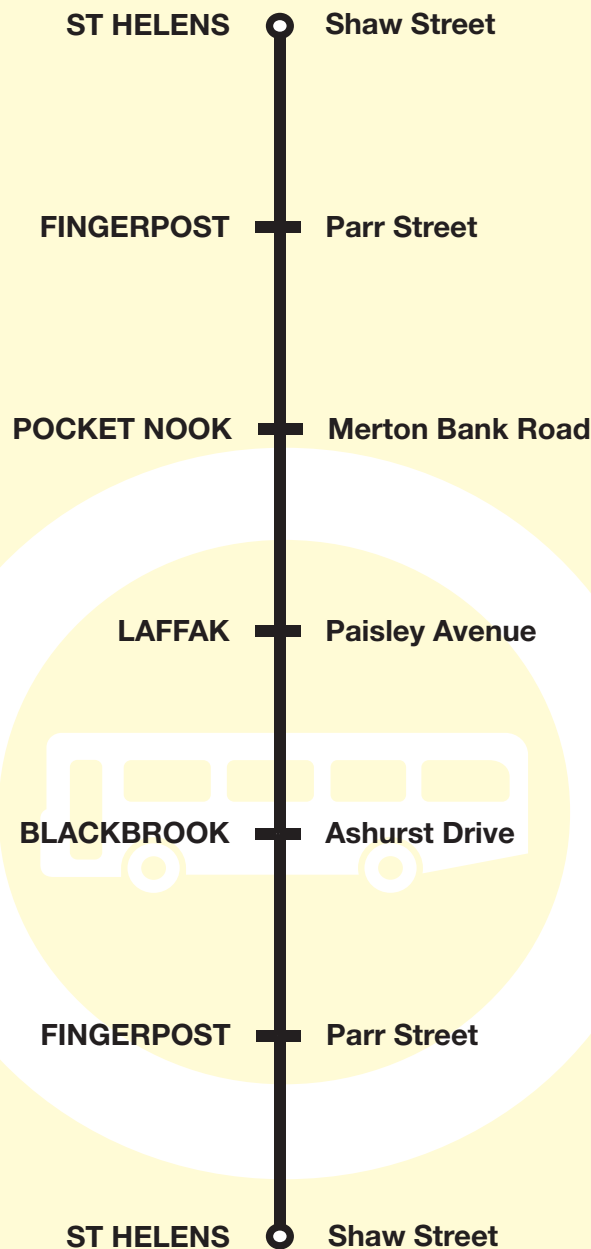 ST HELENS Shaw Street
FINGERPOST Parr Street
POCKET NOOK Merton Bank Road
LAFFAK Paisley Avenue
BLACKBROOK Ashurst Drive
FINGERPOST Parr Street
ST HELENS Shaw Street